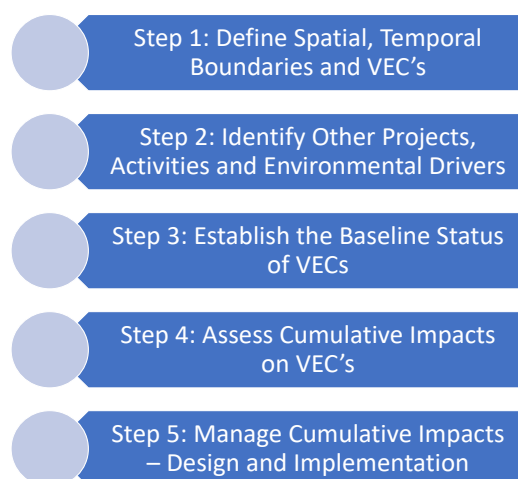 Step 1: Define Spatial, Temporal
Boundaries and VEC’s
Step 2: Identify Other Projects,
Activities and Environmental Drivers
Step 3: Establish the Baseline Status
of VECs
Step 4: Assess Cumulative Impacts
on VEC’s
Step 5: Manage Cumulative Impacts
– Design and Implementation